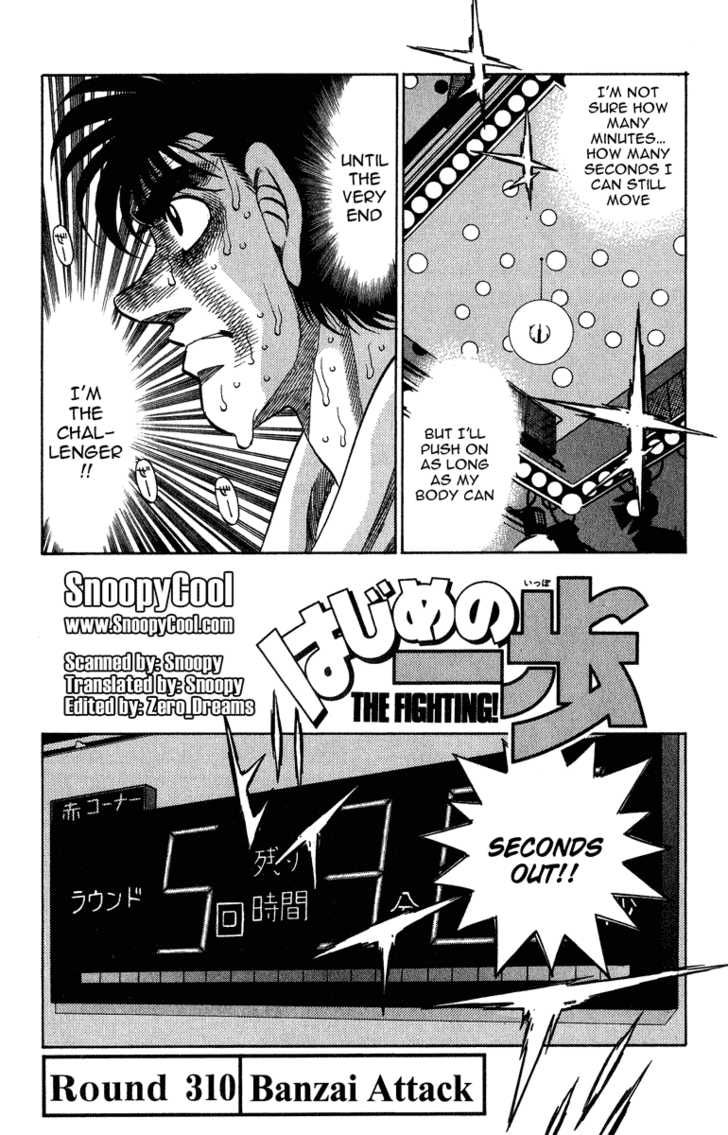 I'M NOT
SURE HOW
MANY
MINUTES...
HOW MANY
SECONDS I
CAN STILL
MOVE
BUT I'LL
PUSH ON
AS LONG
AS MY
BODY CAN
UNTIL
THE
VERY
END
I'M
THE
CHAL-
LENGER
!!
SnoopyCool
www.SnoopyCool.com
Scanned by: Snoopy
Translated by: Snoopy
Edited by: Zero_Dreams
いっぽ
はじめの一歩
THE FIGHTING!
赤コーナー
ラウンド 5回
残り
時間 3分
SECONDS
OUT!!
Round 310 Banzai Attack